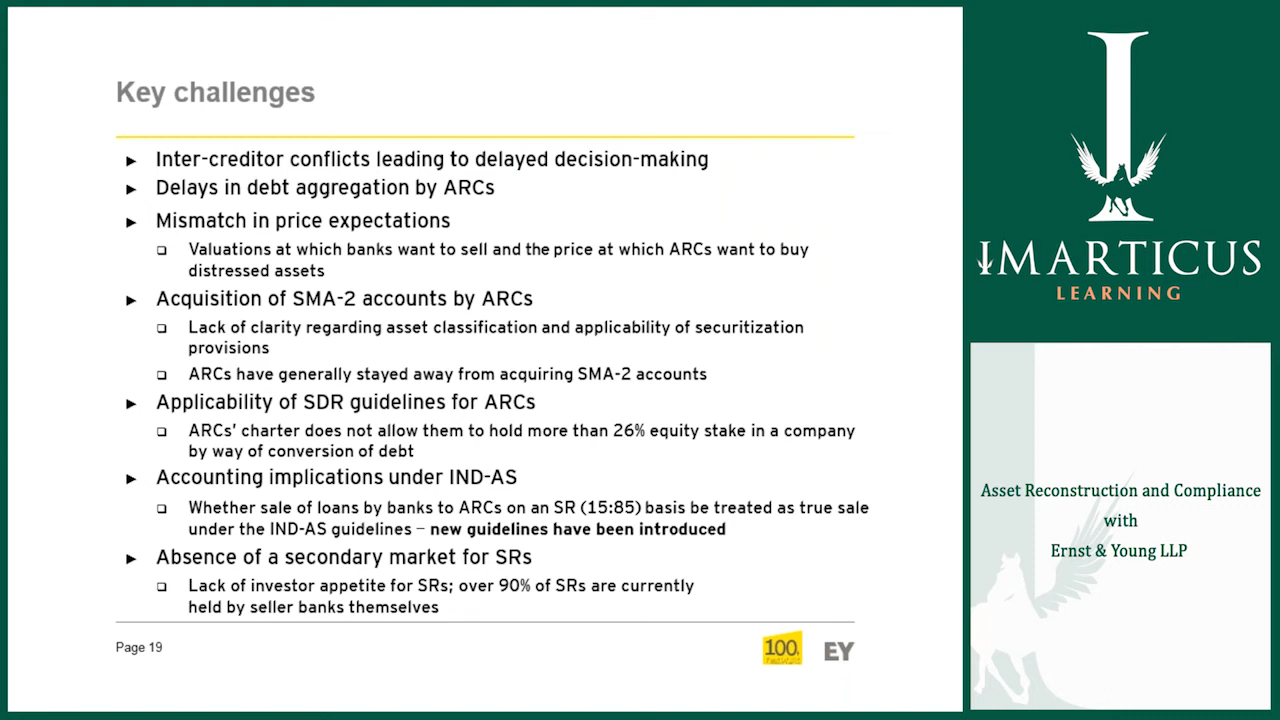 Key challenges
► Inter-creditor conflicts leading to delayed decision-making
► Delays in debt aggregation by ARCs
► Mismatch in price expectations
❑ Valuations at which banks want to sell and the price at which ARCs want to buy
distressed assets
► Acquisition of SMA-2 accounts by ARCs
❑ Lack of clarity regarding asset classification and applicability of securitization
provisions
❑ ARCs have generally stayed away from acquiring SMA-2 accounts
► Applicability of SDR guidelines for ARCs
❑ ARCs’ charter does not allow them to hold more than 26% equity stake in a company
by way of conversion of debt
► Accounting implications under IND-AS
❑ Whether sale of loans by banks to ARCs on an SR (15:85) basis be treated as true sale
under the IND-AS guidelines – new guidelines have been introduced
► Absence of a secondary market for SRs
❑ Lack of investor appetite for SRs; over 90% of SRs are currently
held by seller banks themselves
Page 19
100
EY
IMARTICUS
LEARNING
Asset Reconstruction and Compliance
with
Ernst & Young LLP